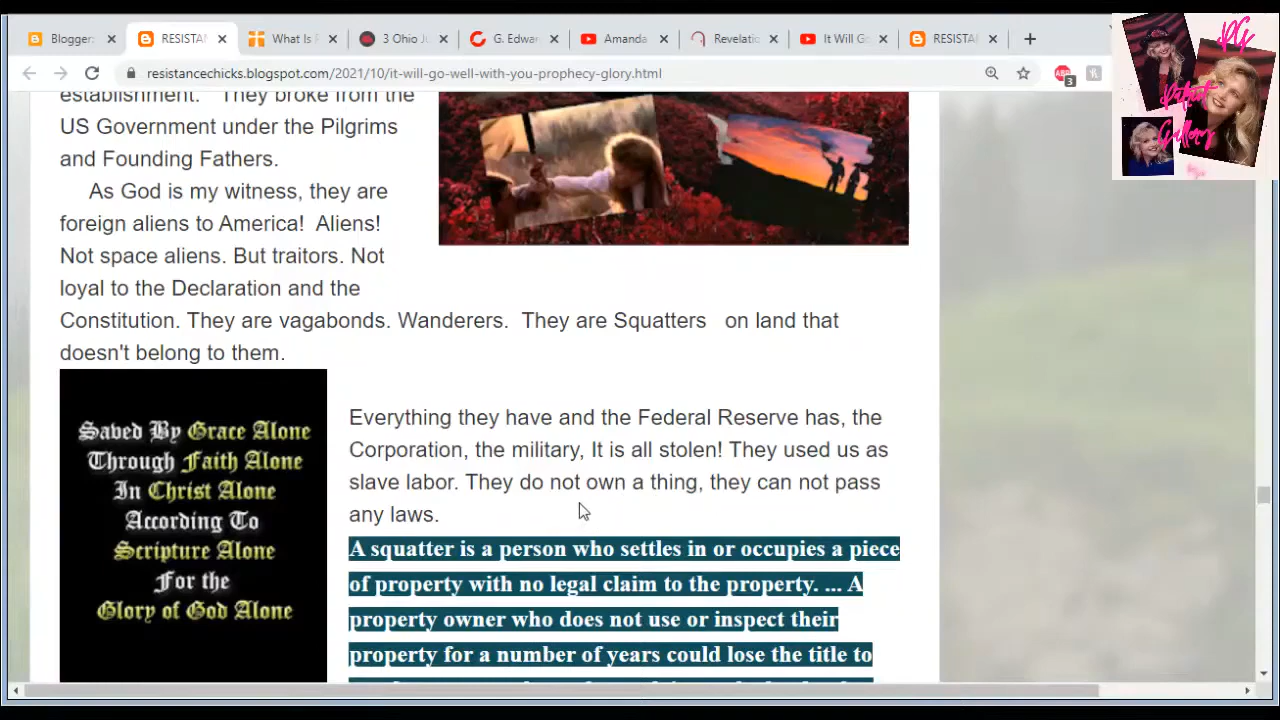 Blogger:
RESISTAN
What Is F
3 Ohio J.
G. Edwar
Amanda
Revelatio
It Will Go
RESISTAN
resistancechicks.blogspot.com/2021/10/it-will-go-well-with-you-prophecy-glory.html
3
PG
Patriot
Gallery
establishment. They broke from the
US Government under the Pilgrims
and Founding Fathers.
As God is my witness, they are
foreign aliens to America! Aliens!
Not space aliens. But traitors. Not
loyal to the Declaration and the
Constitution. They are vagabonds. Wanderers. They are Squatters on land that
doesn't belong to them.
Saved By Grace Alone
Through Faith Alone
In Christ Alone
According To
Scripture Alone
For the
Glory of God Alone
Everything they have and the Federal Reserve has, the
Corporation, the military, It is all stolen! They used us as
slave labor. They do not own a thing, they can not pass
any laws.
A squatter is a person who settles in or occupies a piece
of property with no legal claim to the property. ... A
property owner who does not use or inspect their
property for a number of years could lose the title to